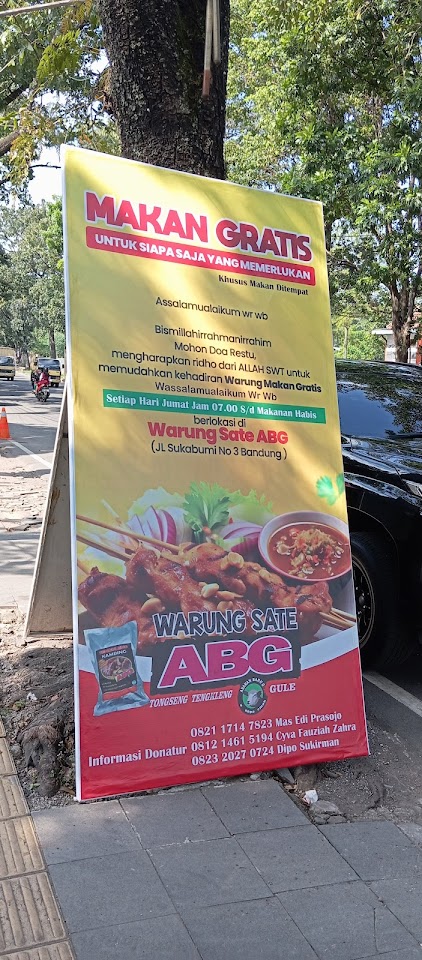 MAKAN GRATIS
UNTUK SIAPA SAJA YANG MEMERLUKAN
Khusus Makan Ditempat
Assalamualaikum wr wb
Bismillahirrahmanirrahim
Mohon Doa Restu,
mengharapkan ridho dari ALLAH SWT untuk
memudahkan kehadiran Warung Makan Gratis
Wassalamualaikum Wr Wb
Setiap Hari Jumat Jam 07.00 S/d Makanan Habis
berlokasi di
Warung Sate ABG
(JL Sukabumi No 3 Bandung )
WARUNG SATE
ABG
KAMBING
TONGSENG TENGKLENG GULE
Informasi Donatur
0821 1714 7823 Mas Edi Prasojo
0812 1461 5194 Cyva Fauziah Zahra
0823 2027 0724 Dipo Sukirman